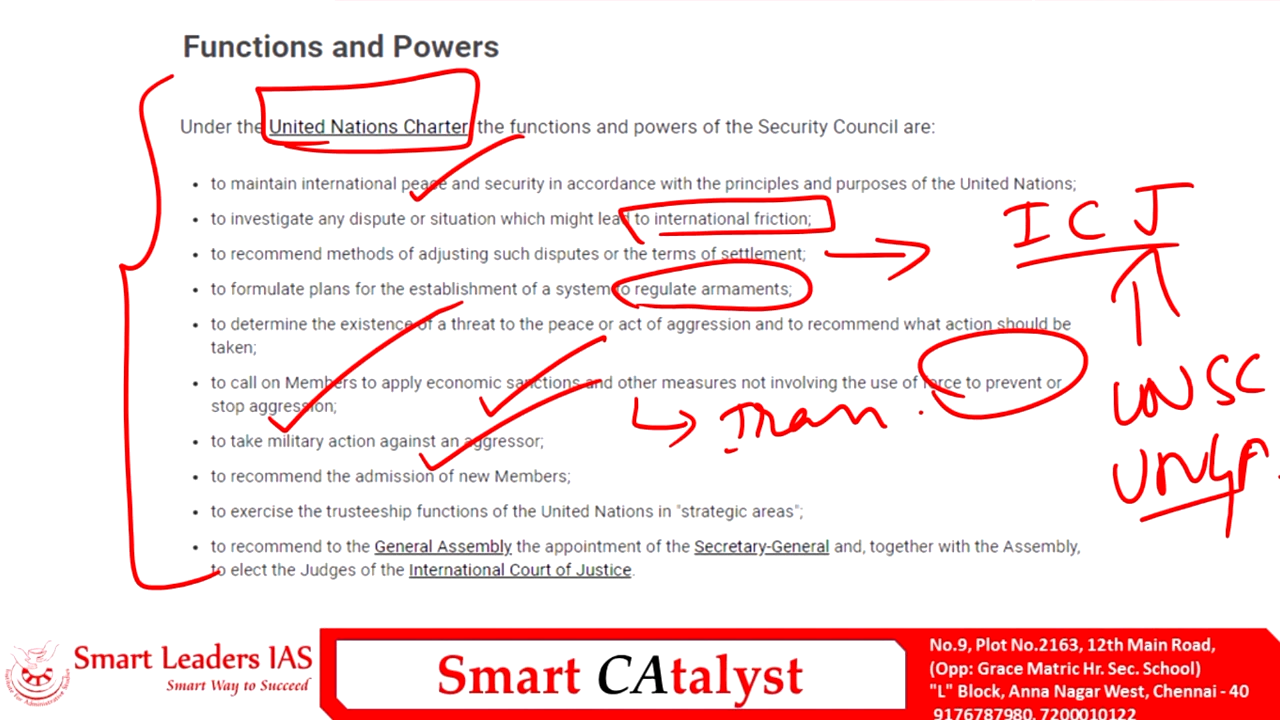 Functions and Powers
Under the United Nations Charter, the functions and powers of the Security Council are:
• to maintain international peace and security in accordance with the principles and purposes of the United Nations;
• to investigate any dispute or situation which might lead to international friction;
• to recommend methods of adjusting such disputes or the terms of settlement;
• to formulate plans for the establishment of a system to regulate armaments;
• to determine the existence of a threat to the peace or act of aggression and to recommend what action should be
taken;
• to call on Members to apply economic sanctions and other measures not involving the use of force to prevent or
stop aggression;
• to take military action against an aggressor;
• to recommend the admission of new Members;
• to exercise the trusteeship functions of the United Nations in "strategic areas";
• to recommend to the General Assembly the appointment of the Secretary-General and, together with the Assembly,
to elect the Judges of the International Court of Justice.
ICJ
UNSC
UNGA
Smart Leaders IAS
Smart Way to Succeed
Smart CAtalyst
No.9, Plot No.2163, 12th Main Road,
(Opp: Grace Matric Hr. Sec. School)
"L" Block, Anna Nagar West, Chennai - 40
9176787980, 7200010122